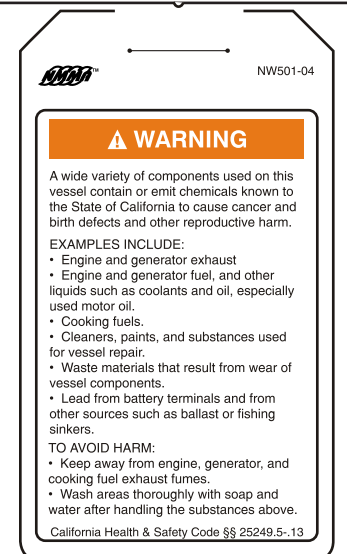 NMMA™
NW501-04
WARNING
A wide variety of components used on this
vessel contain or emit chemicals known to
the State of California to cause cancer and
birth defects and other reproductive harm.
EXAMPLES INCLUDE:
• Engine and generator exhaust
• Engine and generator fuel, and other
liquids such as coolants and oil, especially
used motor oil.
• Cooking fuels.
• Cleaners, paints, and substances used
for vessel repair.
• Waste materials that result from wear of
vessel components.
• Lead from battery terminals and from
other sources such as ballast or fishing
sinkers.
TO AVOID HARM:
• Keep away from engine, generator, and
cooking fuel exhaust fumes.
• Wash areas thoroughly with soap and
water after handling the substances above.
California Health & Safety Code §§ 25249.5-.13